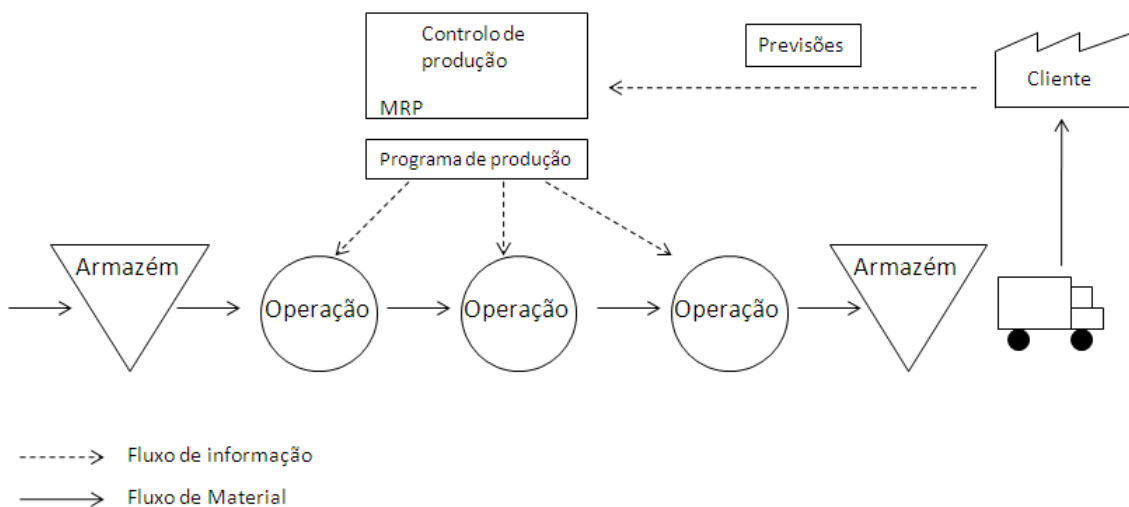 Controlo de
produção
MRP
Previsões
Cliente
Programa de produção
Armazém
Operação
Operação
Operação
Armazém
Fluxo de informação
Fluxo de Material